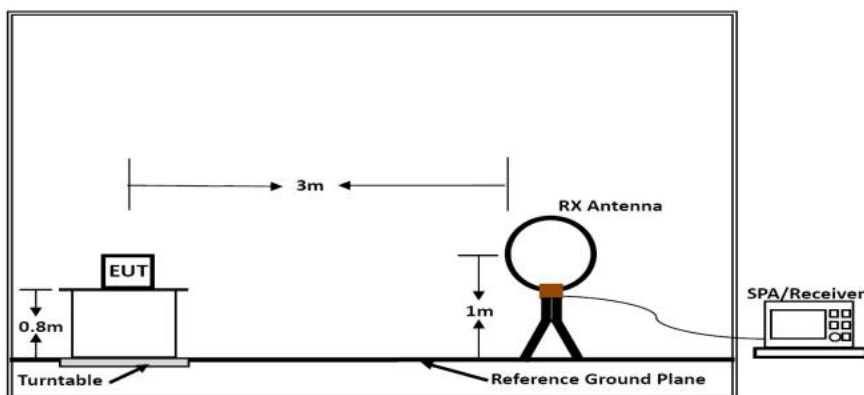 3m
RX Antenna
EUT
SPA/Receiver
0.8m
1m
Turntable
Reference Ground Plane